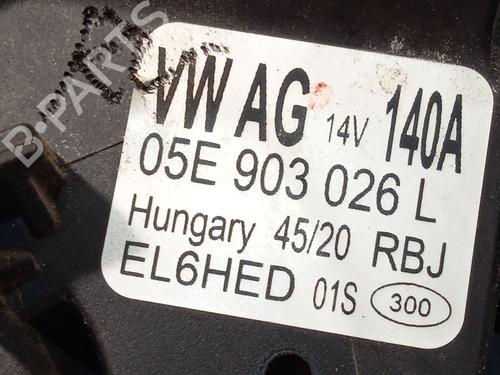 B-PARTS
VW AG 14V 140A
05E 903 026 L
Hungary 45/20 RBJ
EL6HED 01S 300